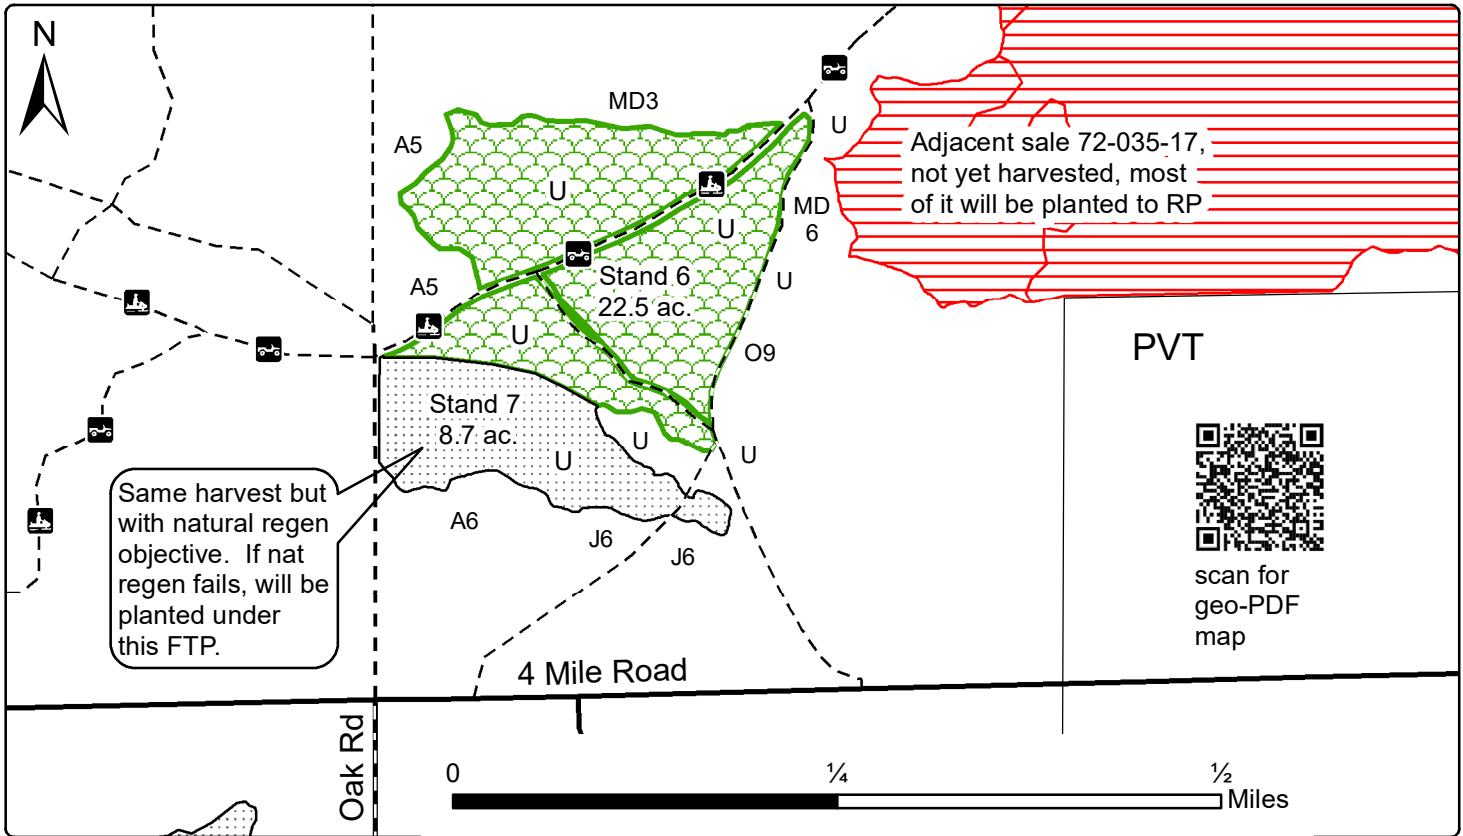 N
MD3
A5
U
Adjacent sale 72-035-17,
not yet harvested, most
of it will be planted to RP
U
MD
6
U
A5
Stand 6
22.5 ac.
U
U
O9
PVT
Stand 7
8.7 ac.
U
U
U
Same harvest but
with natural regen
objective. If nat
regen fails, will be
planted under
this FTP.
A6
J6
J6
scan for
geo-PDF
map
4 Mile Road
Oak Rd
0 ¼ ½
Miles